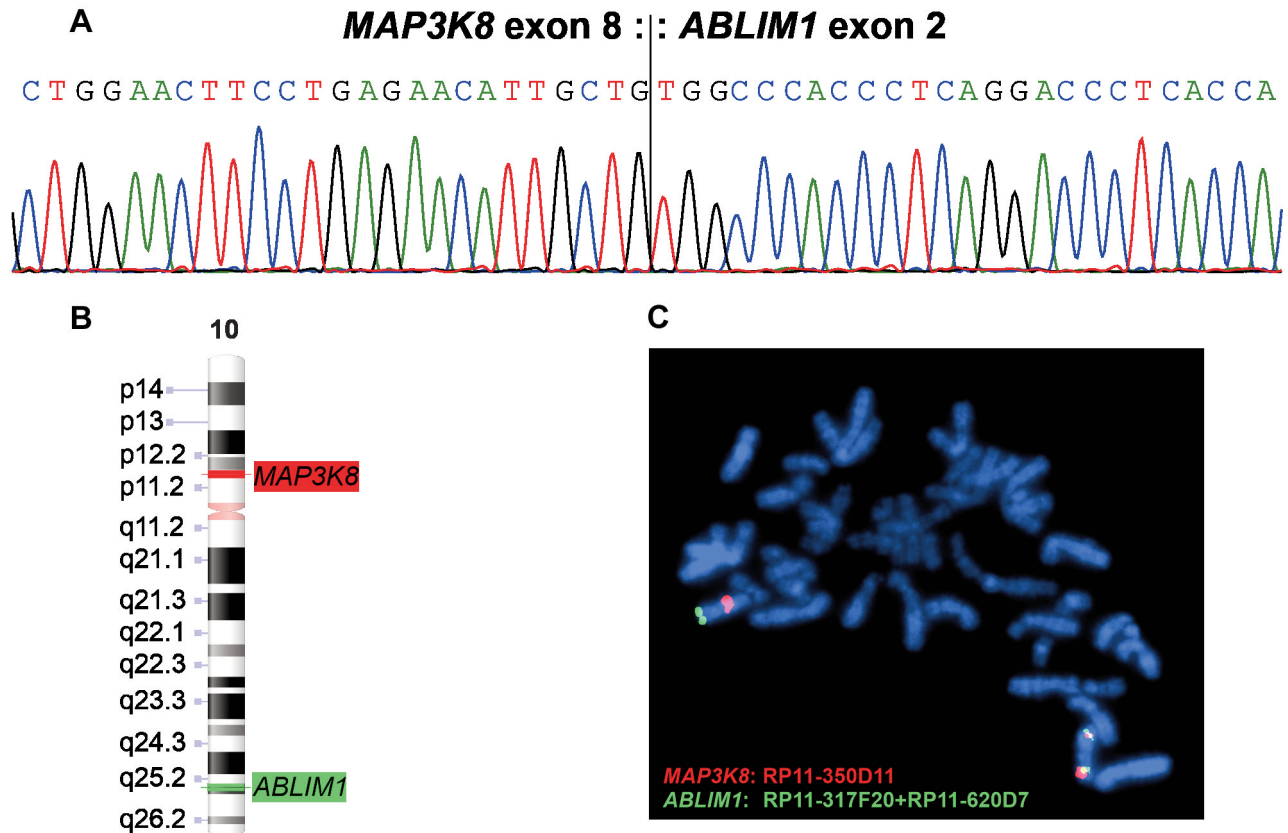 A
MAP3K8 exon 8 :: ABLIM1 exon 2
CTGGAACTTCCTGAGAACATTGCTGTGGCCCACCCTCAGGACCCTCACCA
B
10
p14
p13
p12.2
MAP3K8
p11.2
q11.2
q21.1
q21.3
q22.1
q22.3
q23.3
q24.3
q25.2
ABLIM1
q26.2
C
MAP3K8: RP11-350D11
ABLIM1: RP11-317F20+RP11-620D7